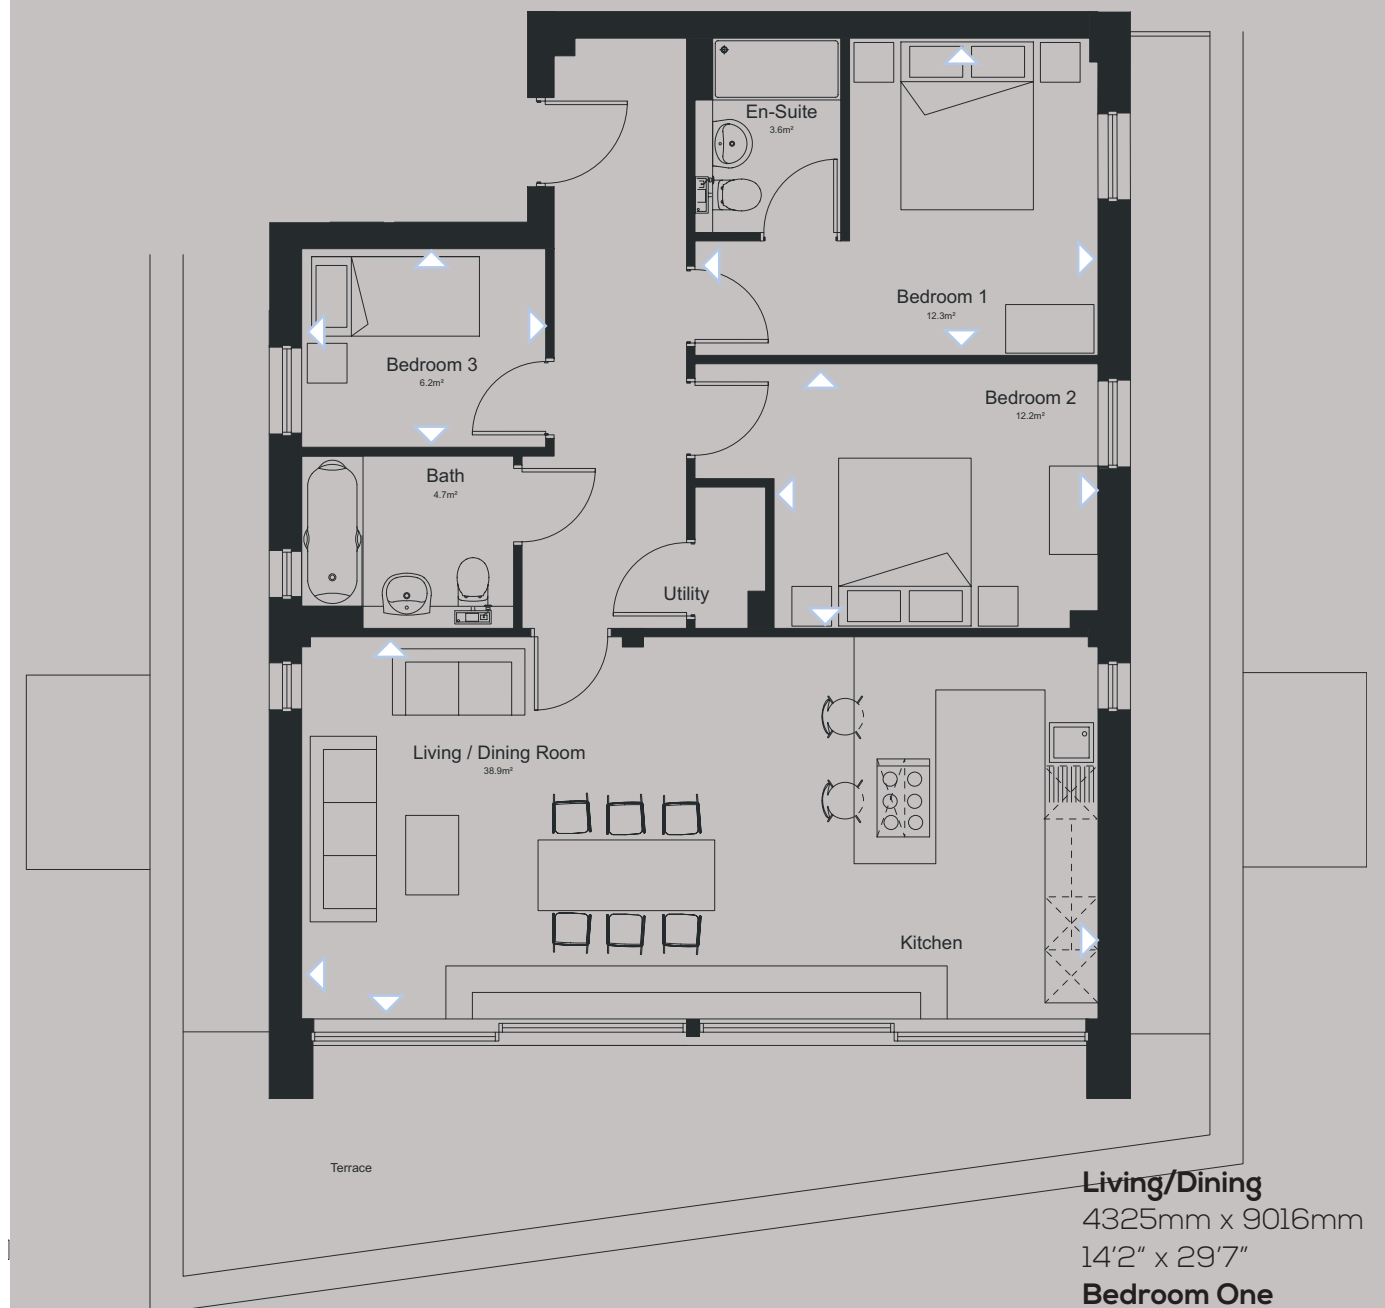 En-Suite
3.6m²
Bedroom 1
12.3m²
Bedroom 3
6.2m²
Bedroom 2
12.2m²
Bath
4.7m²
Utility
Living / Dining Room
38.9m²
Kitchen
Terrace
Living/Dining
4325mm x 9016mm
14’2” x 29’7”
Bedroom One